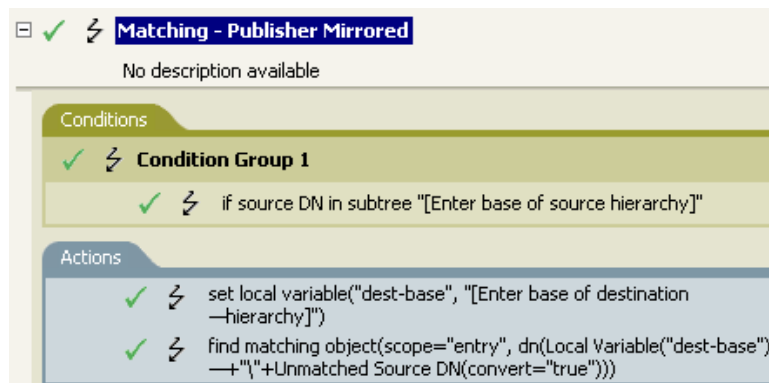 Matching - Publisher Mirrored
No description available
Conditions
Condition Group 1
if source DN in subtree "[Enter base of source hierarchy]"
Actions
set local variable("dest-base", "[Enter base of destination
—hierarchy]")
find matching object(scope="entry", dn(Local Variable("dest-base")
—+"\"+Unmatched Source DN(convert="true")))